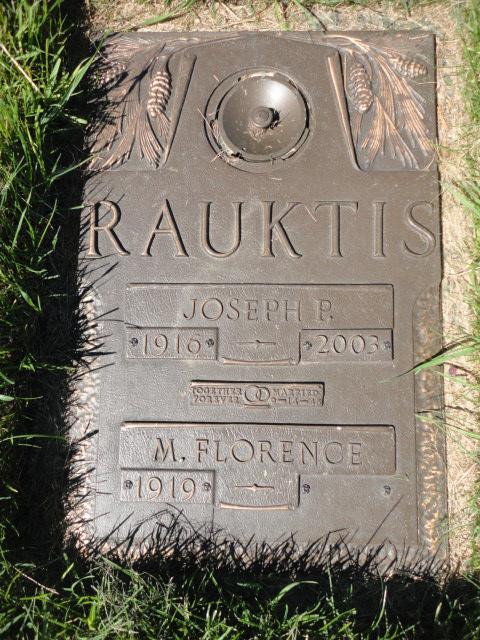 RAUKTIS
JOSEPH P.
1916 2003
TOGETHER MARRIED
FOREVER
M. FLORENCE
1919